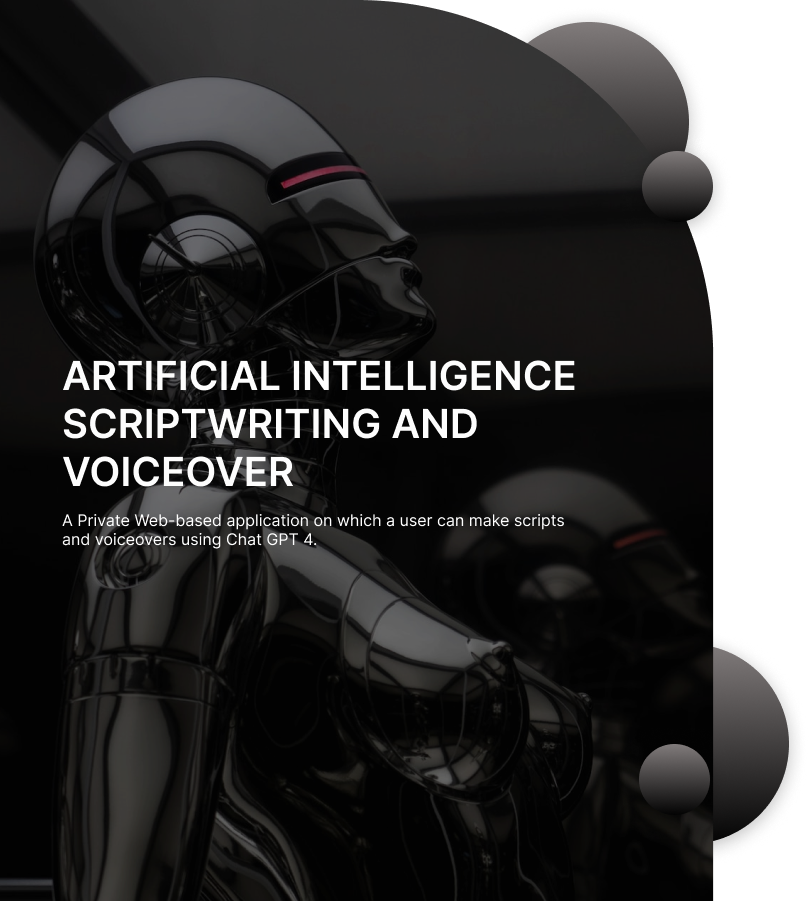 ARTIFICIAL INTELLIGENCE
SCRIPTWRITING AND
VOICEOVER
A Private Web-based application on which a user can make scripts
and voiceovers using Chat GPT 4.